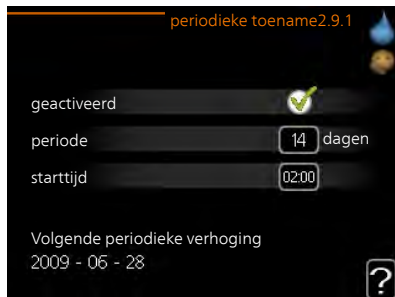 periodieke toename2.9.1
geactiveerd
periode 14 dagen
starttijd 02:00
Volgende periodieke verhoging
2009 - 06 - 28
?